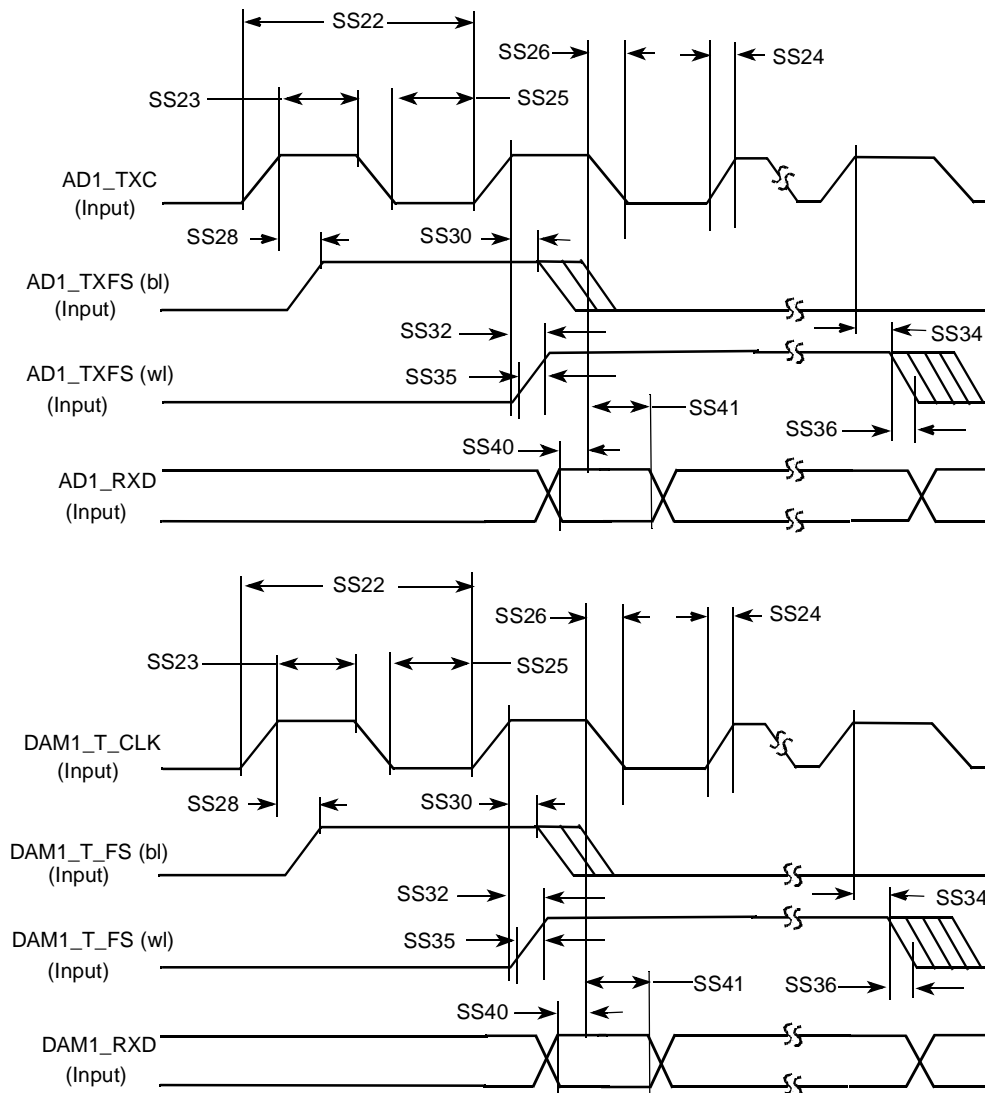 SS22
SS26
SS24
SS23
SS25
AD1_TXC
(Input)
SS28
SS30
AD1_TXFS (bl)
(Input)
SS32
SS34
SS35
AD1_TXFS (wl)
(Input)
SS41
SS36
SS40
AD1_RXD
(Input)
SS22
SS26
SS24
SS23
SS25
DAM1_T_CLK
(Input)
SS28
SS30
DAM1_T_FS (bl)
(Input)
SS32
SS34
SS35
DAM1_T_FS (wl)
(Input)
SS41
SS36
SS40
DAM1_RXD
(Input)